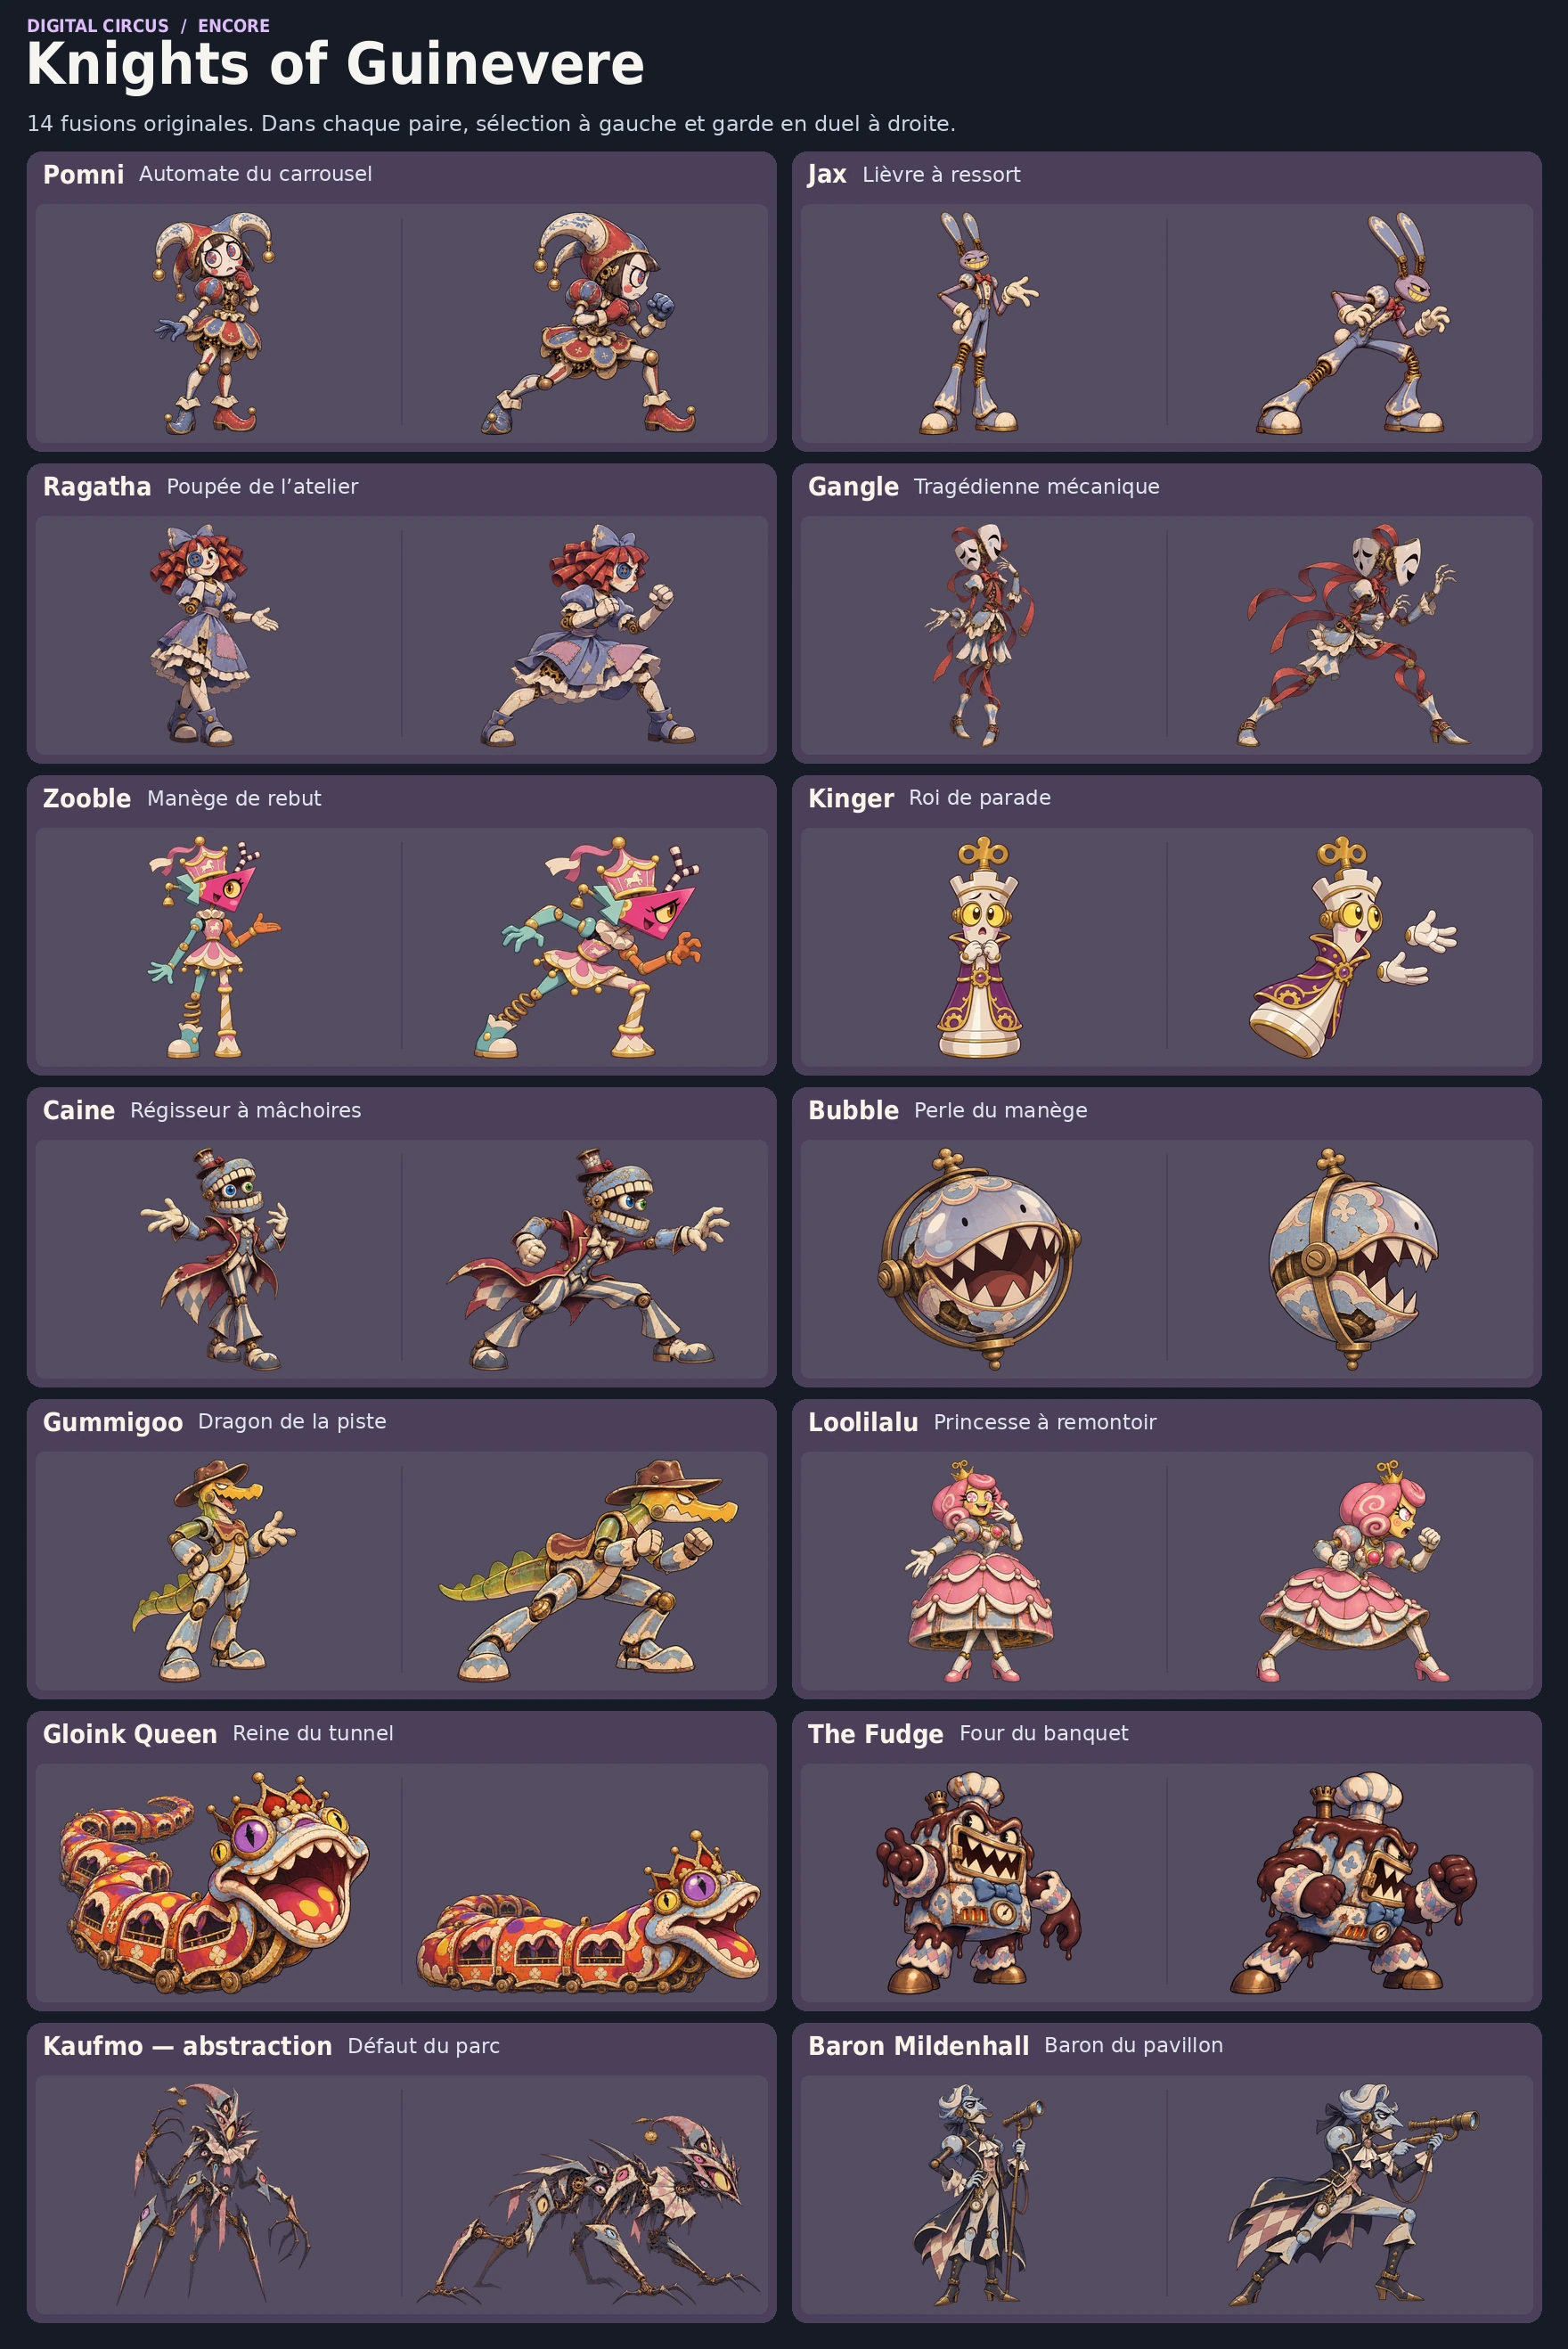 DIGITAL CIRCUS / ENCORE
Knights of Guinevere
14 fusions originales. Dans chaque paire, sélection à gauche et garde en duel à droite.
Pomni Automate du carrousel
Jax Lièvre à ressort
Ragatha Poupée de l’atelier
Gangle Tragédienne mécanique
Zooble Manège de rebut
Kinger Roi de parade
Caine Régisseur à mâchoires
Bubble Perle du manège
Gummigoo Dragon de la piste
Loolilalu Princesse à remontoir
Gloink Queen Reine du tunnel
The Fudge Four du banquet
Kaufmo — abstraction Défaut du parc
Baron Mildenhall Baron du pavillon